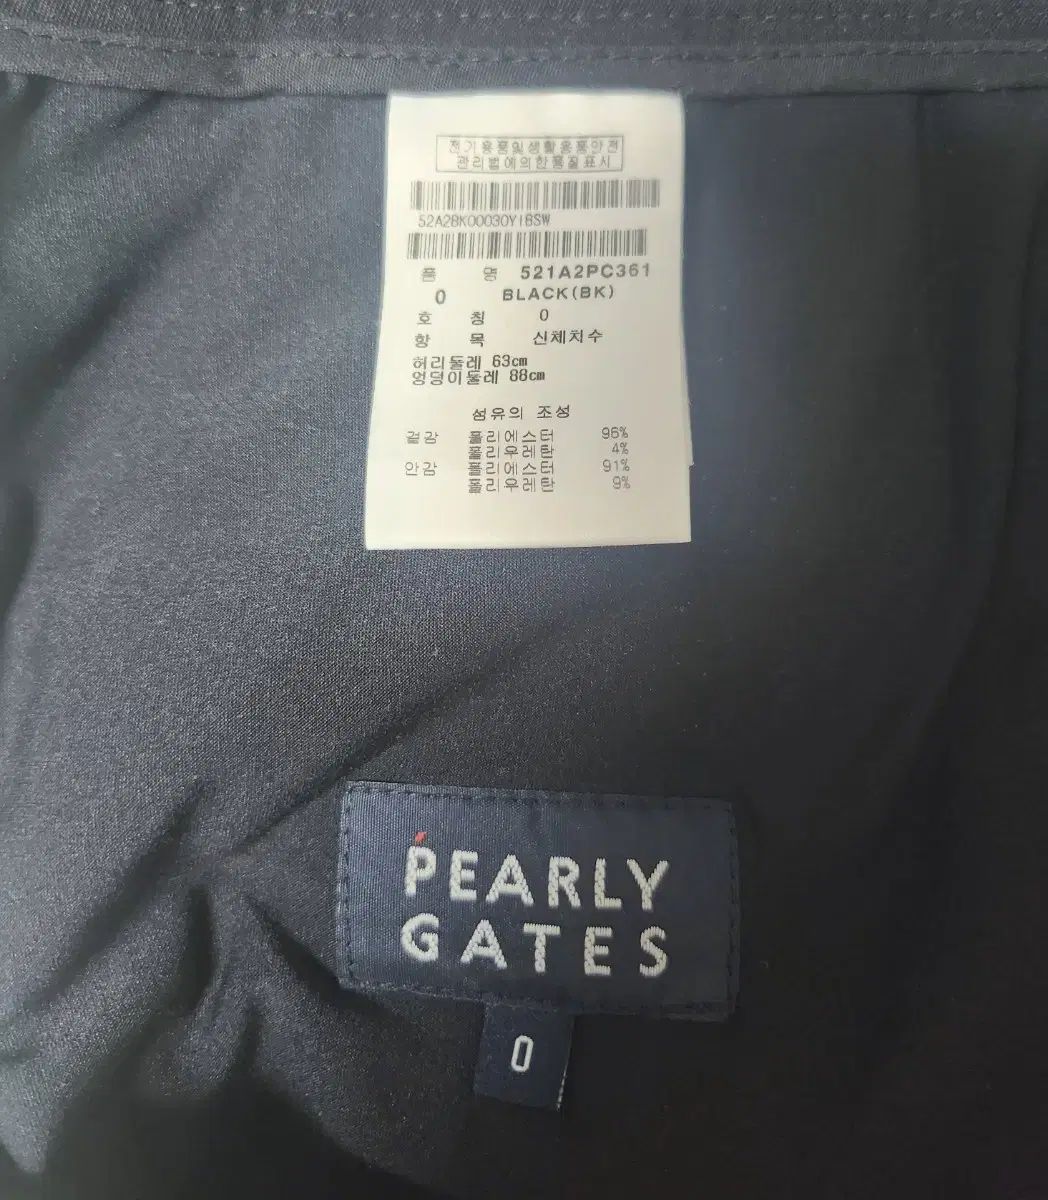 전기용품및생활용품안전
관리법에의한품질표시
52A2BK00030YIBSW
품 명 521A2PC361
0 BLACK(BK)
호 칭 0
항 목 신체치수
허리둘레 63cm
엉덩이둘레 88cm
섬유의 조성
겉감 폴리에스터 96%
폴리우레탄 4%
안감 폴리에스터 91%
폴리우레탄 9%
PEARLY
GATES
0